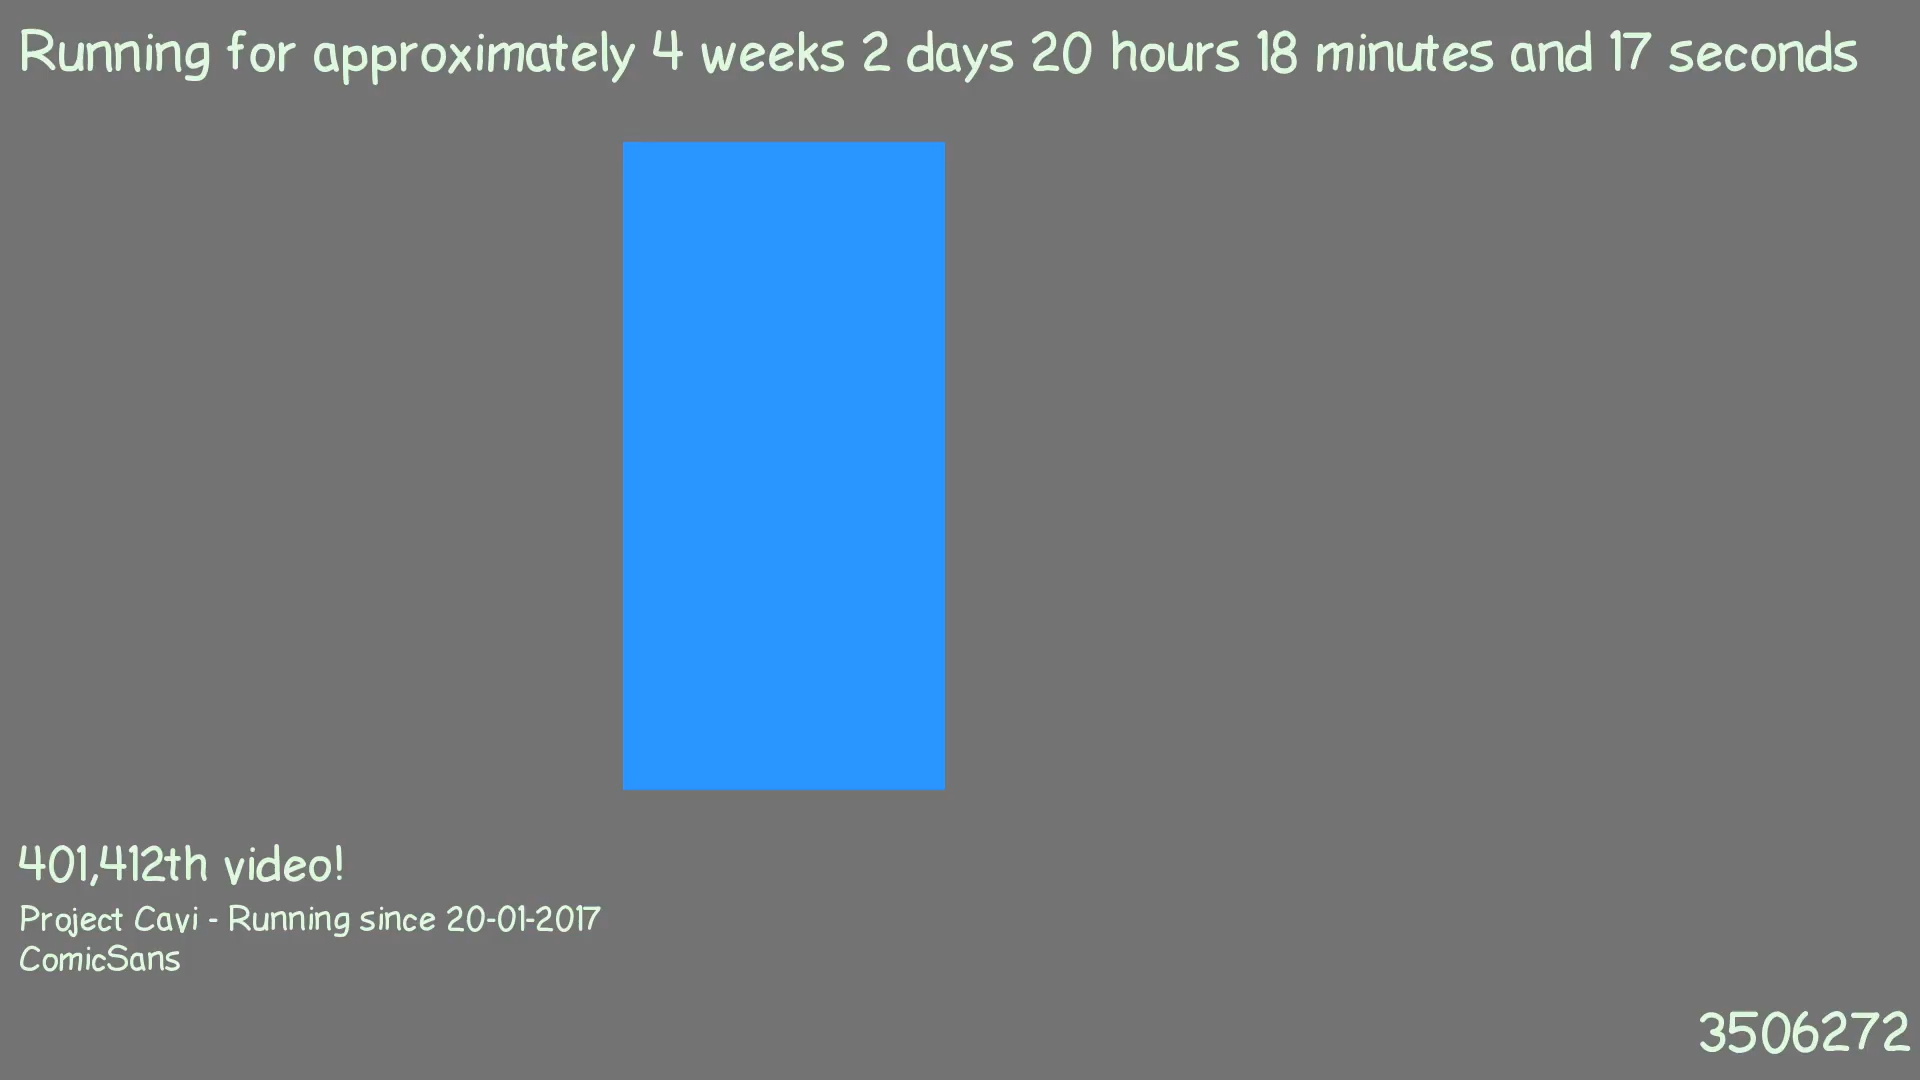 Running for approximately 4 weeks 2 days 20 hours 18 minutes and 17 seconds
401,412th video!
Project Cavi - Running since 20-01-2017
ComicSans
3506272